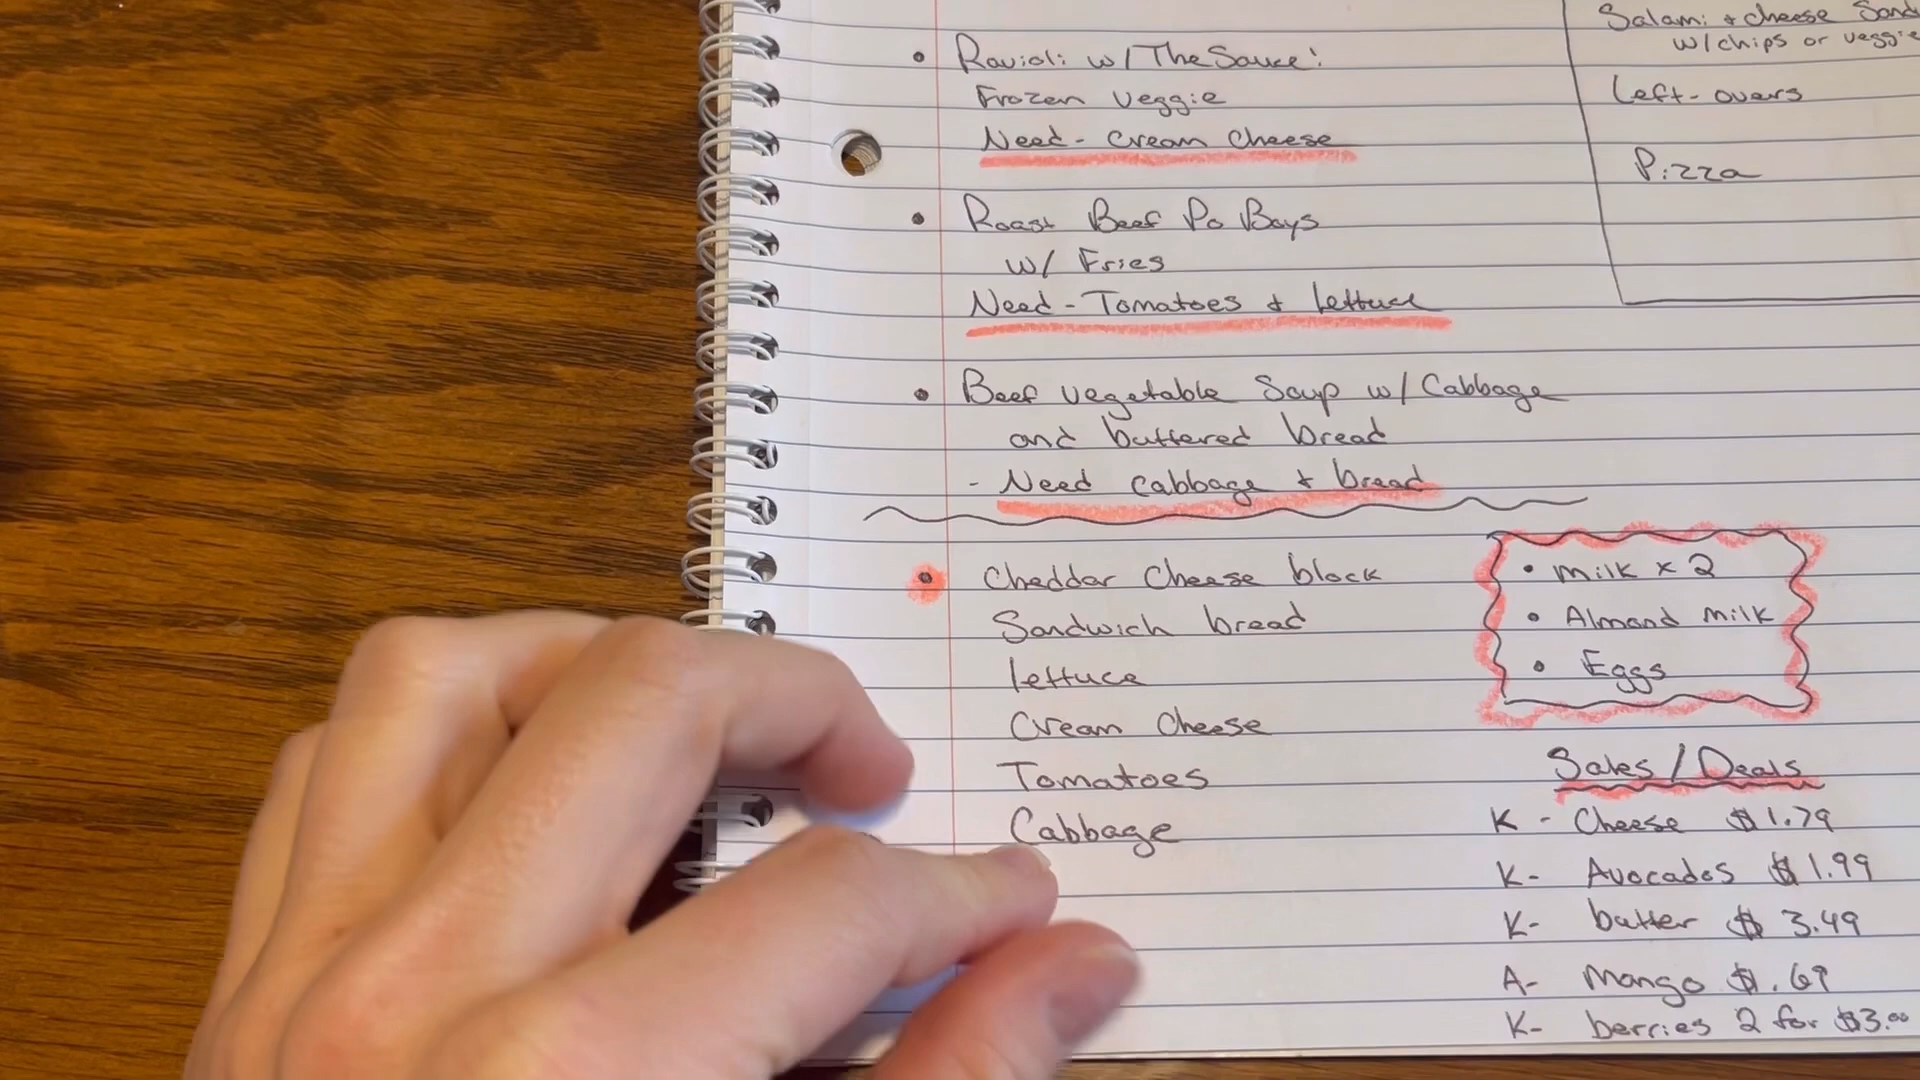 Ravioli w/ The Sauce!
Frozen Veggie
Need - Cream Cheese
Roast Beef Po Boys
w/ Fries
Need - Tomatoes + lettuce
Beef vegetable Soup w/ Cabbage
and buttered bread
- Need Cabbage + bread
Cheddar Cheese block
Sandwich bread
lettuce
Cream Cheese
Tomatoes
Cabbage
Salami + cheese
w/ chips or veggie
Left-overs
Pizza
• milk x 2
• Almond milk
• Eggs
Sales / Deals
K - Cheese $1.79
K - Avocados $1.99
K - butter $3.49
A - Mango $.69
K - berries 2 for $3.00